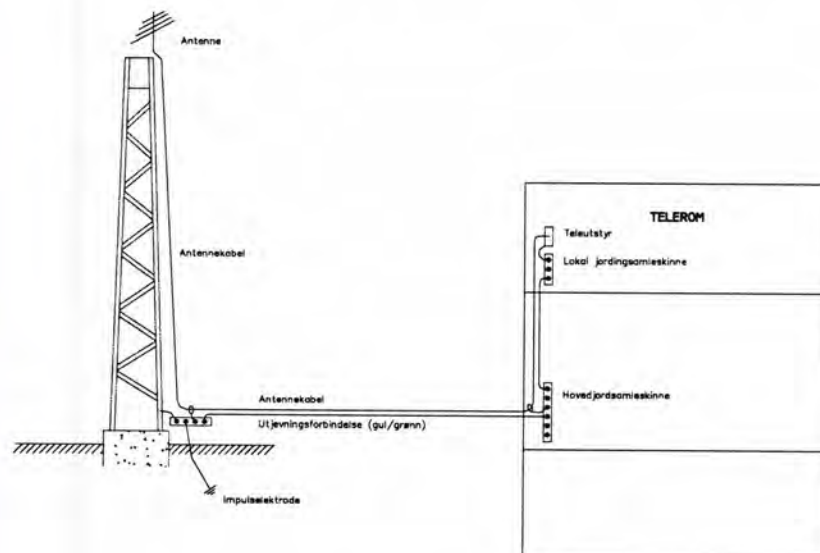 Antenne
TELEROM
Teleutstyr
Antennekabel
Lokal jordingsamleskinne
Antennekabel
Hovedjordsamleskinne
Utjevningsforbindelse (gul/grønn)
Impulselektrode